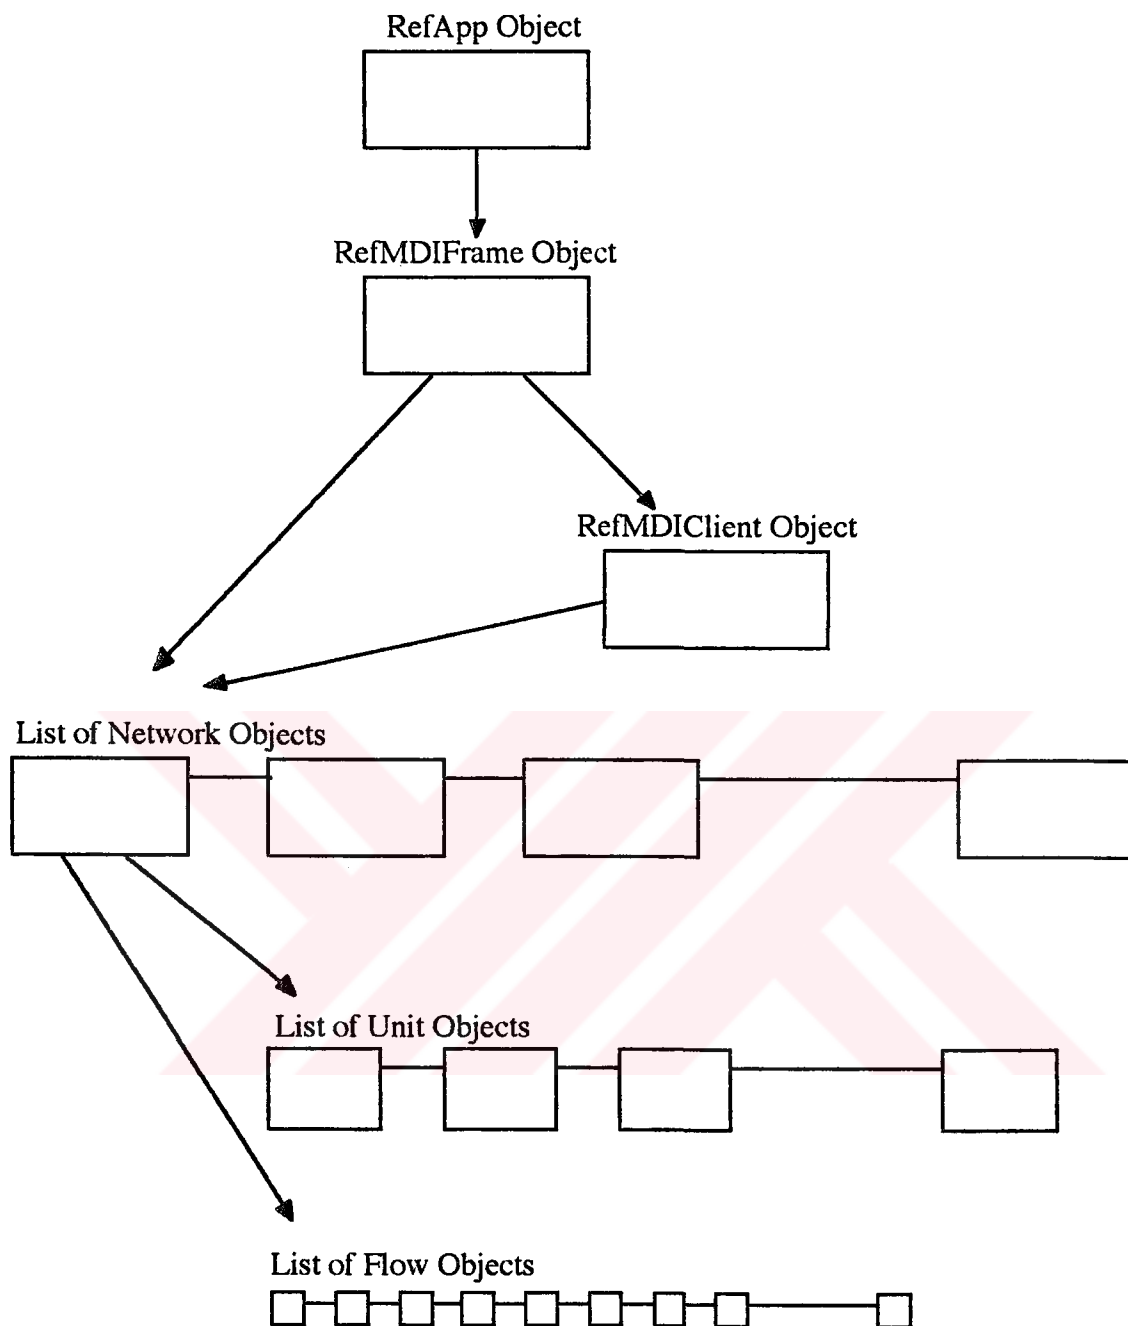 RefApp Object
RefMDIFrame Object
RefMDIClient Object
List of Network Objects
List of Unit Objects
List of Flow Objects